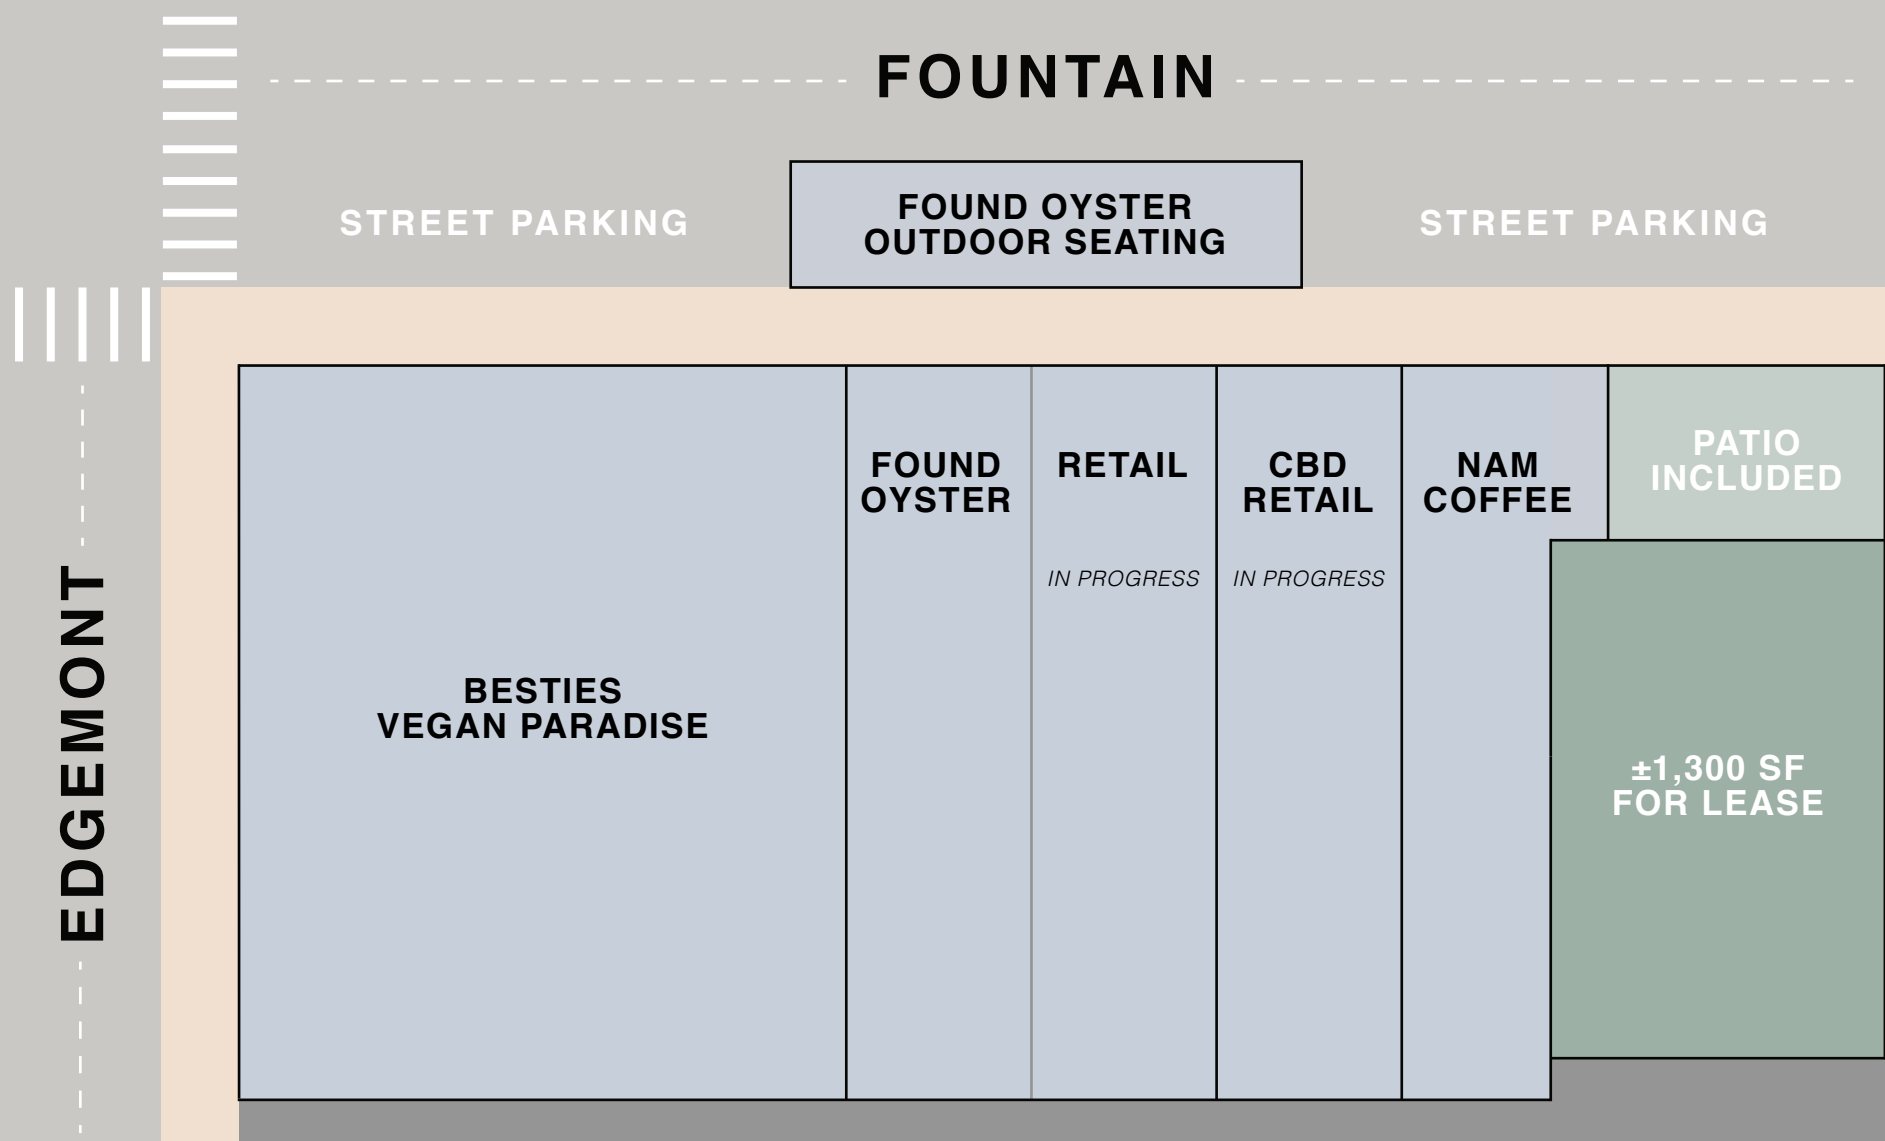 FOUNTAIN
STREET PARKING
FOUND OYSTER
OUTDOOR SEATING
STREET PARKING
EDGEMONT
BESTIES
VEGAN PARADISE
FOUND
OYSTER
RETAIL
IN PROGRESS
CBD
RETAIL
IN PROGRESS
NAM
COFFEE
PATIO
INCLUDED
±1,300 SF
FOR LEASE